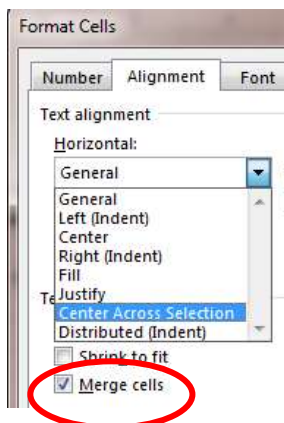 Format Cells
Number Alignment Font
Text alignment
Horizontal:
General
General
Left (Indent)
Center
Right (Indent)
Fill
Justify
Center Across Selection
Distributed (Indent)
Shrink to fit
Merge cells